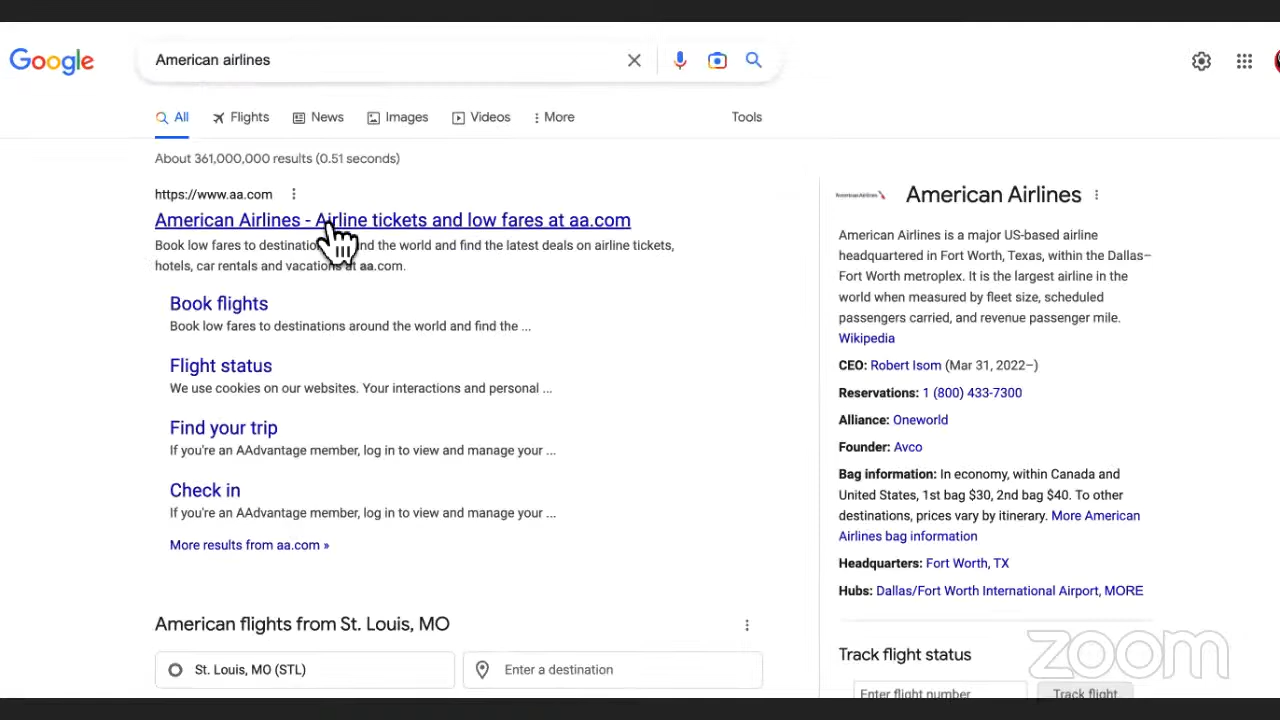 Google
American airlines
All Flights News Images Videos More Tools
About 361,000,000 results (0.51 seconds)
https://www.aa.com
American Airlines - Airline tickets and low fares at aa.com
Book low fares to destinations and the world and find the latest deals on airline tickets,
hotels, car rentals and vacations at aa.com.
Book flights
Book low fares to destinations around the world and find the ...
Flight status
We use cookies on our websites. Your interactions and personal ...
Find your trip
If you're an AAdvantage member, log in to view and manage your ...
Check in
If you're an AAdvantage member, log in to view and manage your ...
More results from aa.com »
American flights from St. Louis, MO
St. Louis, MO (STL)
Enter a destination
American Airlines
American Airlines
American Airlines is a major US-based airline
headquartered in Fort Worth, Texas, within the Dallas–
Fort Worth metroplex. It is the largest airline in the
world when measured by fleet size, scheduled
passengers carried, and revenue passenger mile.
Wikipedia
CEO: Robert Isom (Mar 31, 2022–)
Reservations: 1 (800) 433-7300
Alliance: Oneworld
Founder: Avco
Bag information: In economy, within Canada and
United States, 1st bag $30, 2nd bag $40. To other
destinations, prices vary by itinerary. More American
Airlines bag information
Headquarters: Fort Worth, TX
Hubs: Dallas/Fort Worth International Airport, MORE
Track flight status
Enter flight number
Track flight
zoom